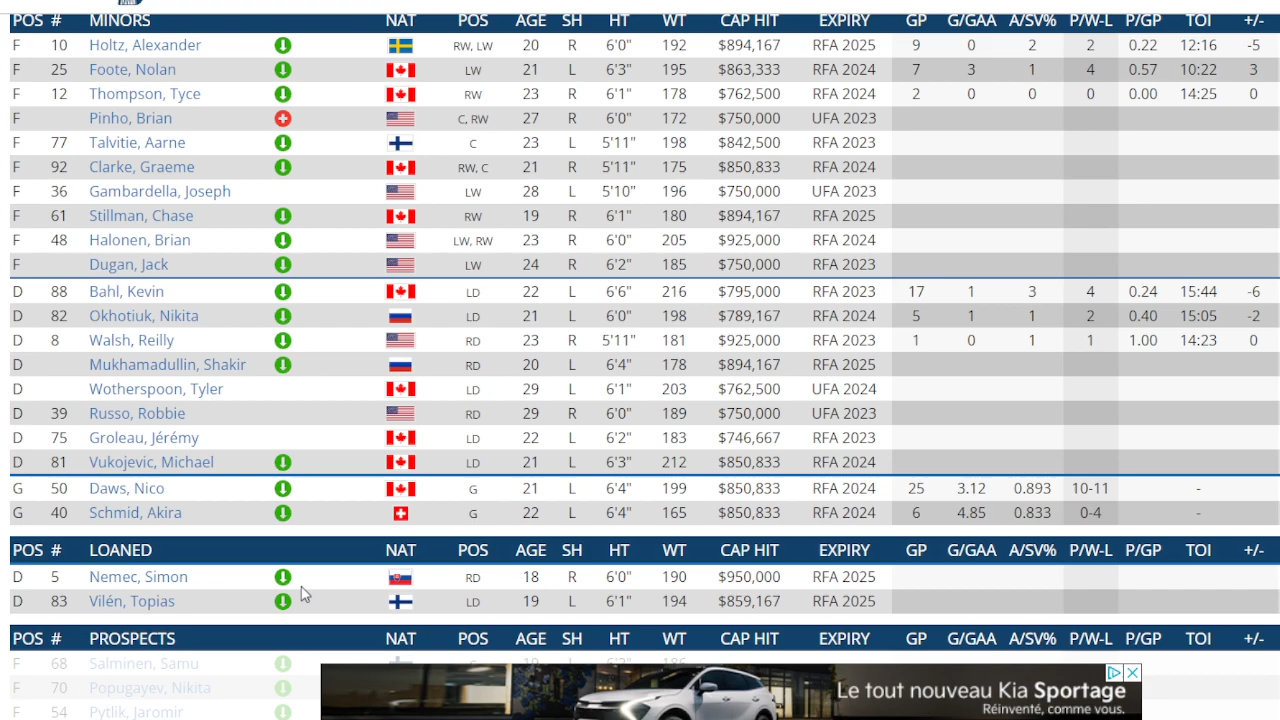 POS # MINORS NAT POS AGE SH HT WT CAP HIT EXPIRY GP G/GAA A/SV% P/W-L P/GP TOI +/-
F 10 Holtz, Alexander RW, LW 20 R 6'0" 192 $894,167 RFA 2025 9 0 2 2 0.22 12:16 -5
F 25 Foote, Nolan LW 21 L 6'3" 195 $863,333 RFA 2024 7 3 1 4 0.57 10:22 3
F 12 Thompson, Tyce RW 23 R 6'1" 178 $762,500 RFA 2024 2 0 0 0 0.00 14:25 0
F Pinho, Brian C, RW 27 R 6'0" 172 $750,000 UFA 2023
F 77 Talvitie, Aarne C 23 L 5'11" 198 $842,500 RFA 2023
F 92 Clarke, Graeme RW, C 21 R 5'11" 175 $850,833 RFA 2024
F 36 Gambardella, Joseph LW 28 L 5'10" 196 $750,000 UFA 2023
F 61 Stillman, Chase RW 19 R 6'1" 180 $894,167 RFA 2025
F 48 Halonen, Brian LW, RW 23 R 6'0" 205 $925,000 RFA 2024
F Dugan, Jack LW 24 R 6'2" 185 $750,000 RFA 2023
D 88 Bahl, Kevin LD 22 L 6'6" 216 $795,000 RFA 2023 17 1 3 4 0.24 15:44 -6
D 82 Okhotiuk, Nikita LD 21 L 6'0" 198 $789,167 RFA 2024 5 1 1 2 0.40 15:05 -2
D 8 Walsh, Reilly RD 23 R 5'11" 181 $925,000 RFA 2023 1 0 1 1 1.00 14:23 0
D Mukhamadullin, Shakir RD 20 L 6'4" 178 $894,167 RFA 2025
D Wotherspoon, Tyler LD 29 L 6'1" 203 $762,500 UFA 2024
D 39 Russo, Robbie RD 29 R 6'0" 189 $750,000 UFA 2023
D 75 Groleau, Jérémy LD 22 L 6'2" 183 $746,667 RFA 2023
D 81 Vukojevic, Michael LD 21 L 6'3" 212 $850,833 RFA 2024
G 50 Daws, Nico G 21 L 6'4" 199 $850,833 RFA 2024 25 3.12 0.893 10-11 -
G 40 Schmid, Akira G 22 L 6'4" 165 $850,833 RFA 2024 6 4.85 0.833 0-4 -
POS # LOANED NAT POS AGE SH HT WT CAP HIT EXPIRY GP G/GAA A/SV% P/W-L P/GP TOI +/-
D 5 Nemec, Simon RD 18 R 6'0" 190 $950,000 RFA 2025
D 83 Vilén, Topias LD 19 L 6'1" 194 $859,167 RFA 2025
POS # PROSPECTS NAT POS AGE SH HT WT CAP HIT EXPIRY GP G/GAA A/SV% P/W-L P/GP TOI +/-
F 68 Salminen, Samu C 19 L 6'2" 186
F 70 Popugayev, Nikita
F 54 Pytlik, Jaromir
Le tout nouveau Kia Sportage
Réinventé, comme vous.